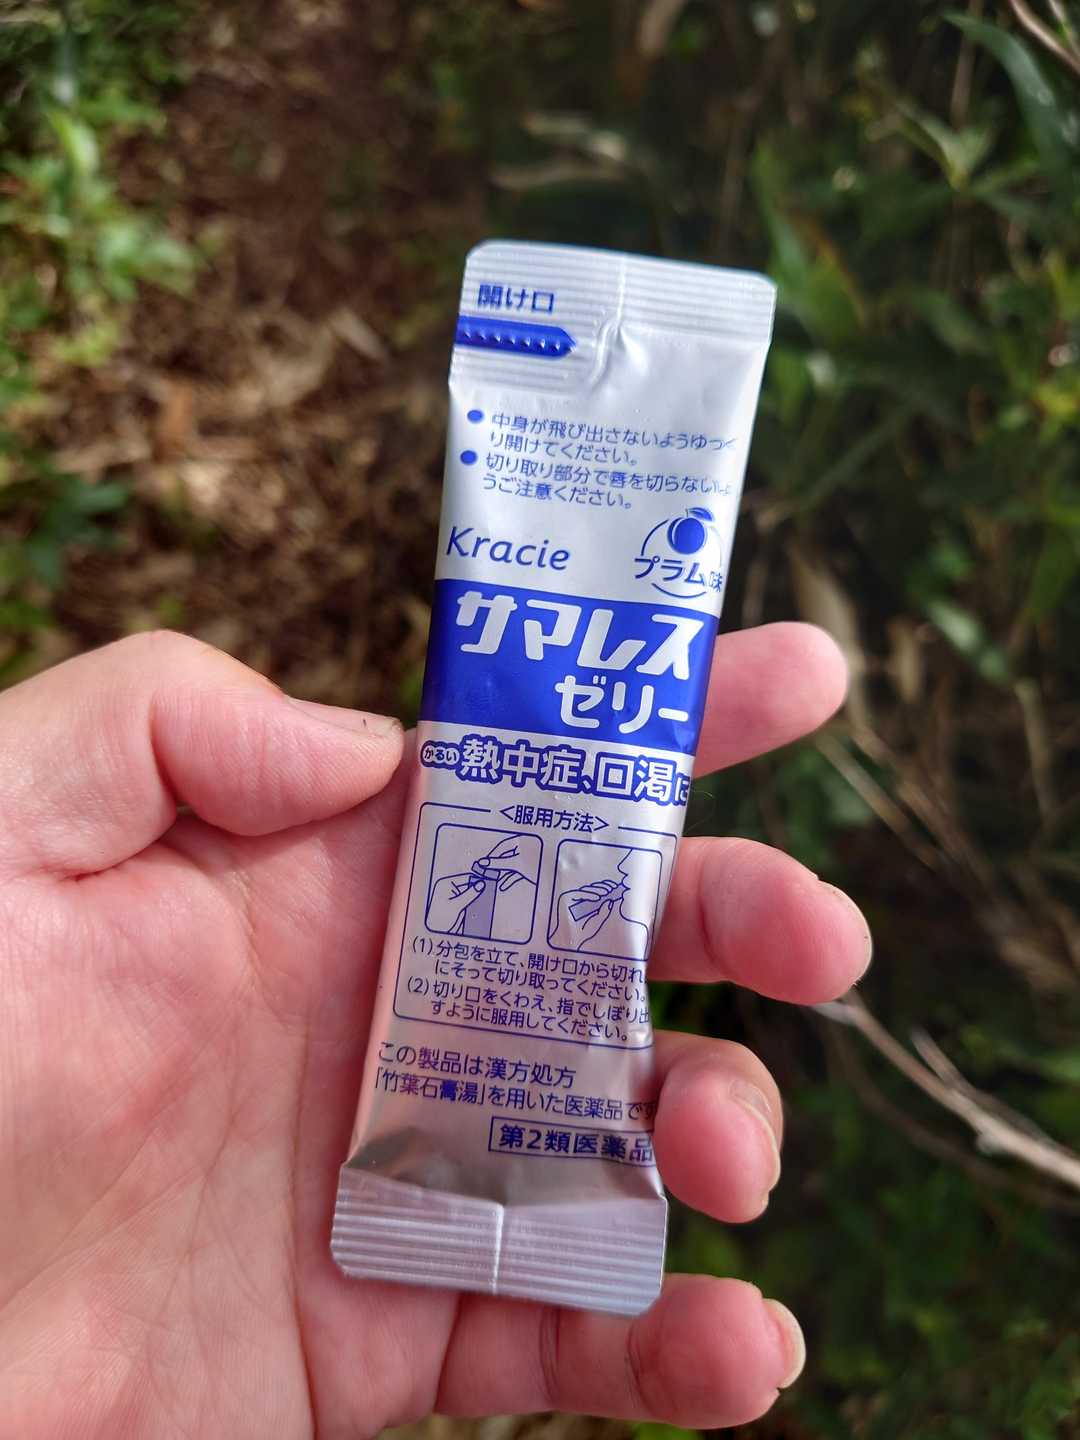 開け口
● 中身が飛び出さないようゆっく
り開けてください。
● 切り取り部分で唇を切らないよ
うご注意ください。
Kracie
プラム味
サマレス
ゼリー
かるい熱中症、口渇に
<服用方法>
(1) 分包を立て、開け口から切れ
にそって切り取ってください。
(2) 切り口をくわえ、指でしぼり出
すように服用してください。
この製品は漢方処方
「竹葉石膏湯」を用いた医薬品です
第2類医薬品